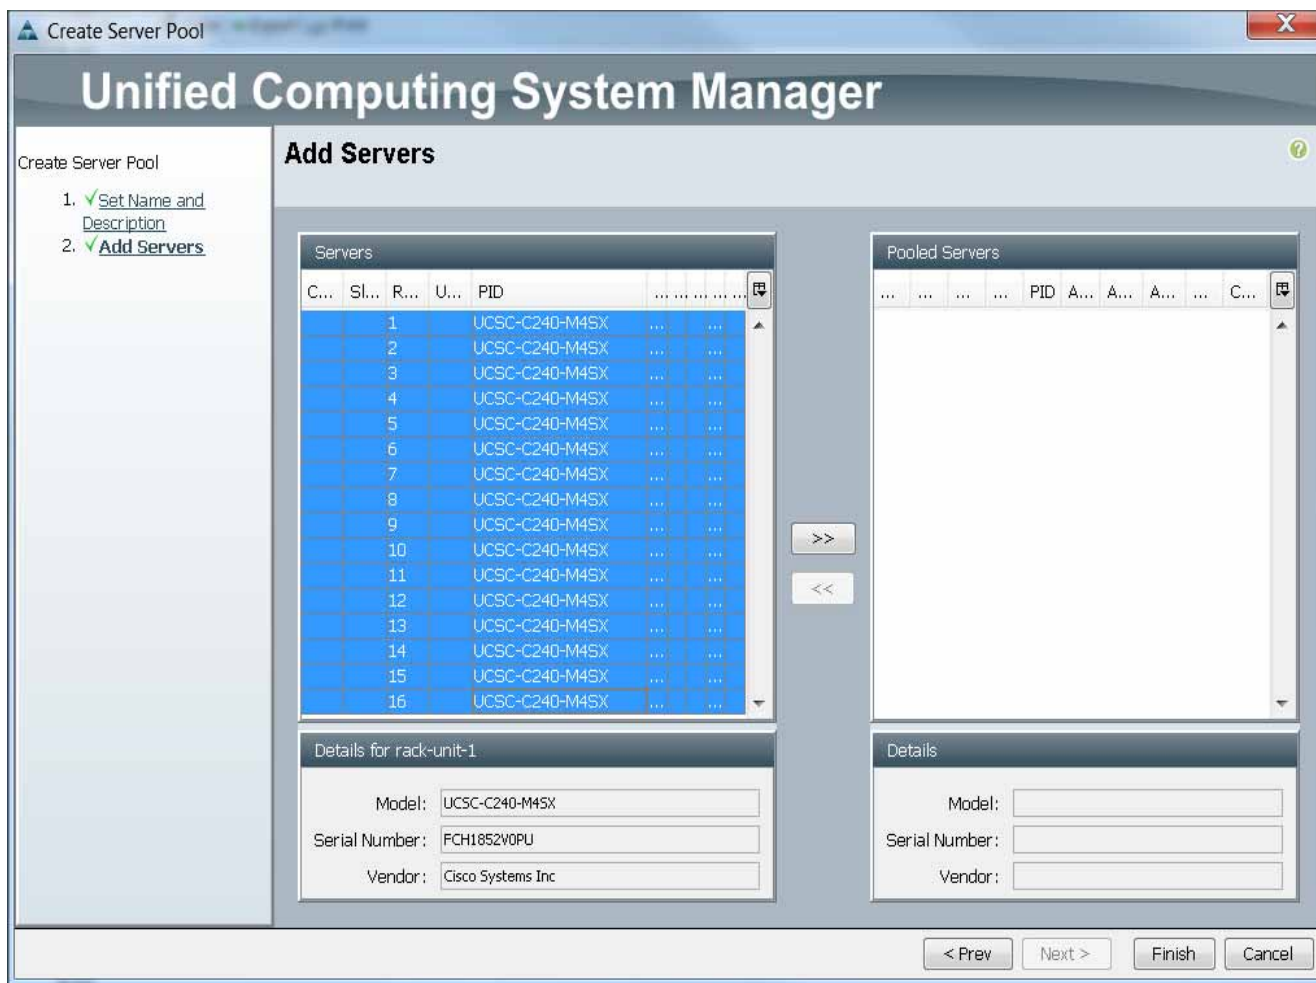 Create Server Pool
X
Unified Computing System Manager
Create Server Pool
1. Set Name and
Description
2. Add Servers
Add Servers
?
Servers
C... Sl... R... U... PID ... ... ... ... ...
1 UCSC-C240-M4SX ... ...
2 UCSC-C240-M4SX ... ...
3 UCSC-C240-M4SX ... ...
4 UCSC-C240-M4SX ... ...
5 UCSC-C240-M4SX ... ...
6 UCSC-C240-M4SX ... ...
7 UCSC-C240-M4SX ... ...
8 UCSC-C240-M4SX ... ...
9 UCSC-C240-M4SX ... ...
10 UCSC-C240-M4SX ... ...
11 UCSC-C240-M4SX ... ...
12 UCSC-C240-M4SX ... ...
13 UCSC-C240-M4SX ... ...
14 UCSC-C240-M4SX ... ...
15 UCSC-C240-M4SX ... ...
16 UCSC-C240-M4SX ... ...
Details for rack-unit-1
Model: UCSC-C240-M4SX
Serial Number: FCH1852V0PU
Vendor: Cisco Systems Inc
>>
<<
Pooled Servers
... ... ... ... PID A... A... A... ... C...
Details
Model:
Serial Number:
Vendor:
< Prev
Next >
Finish
Cancel